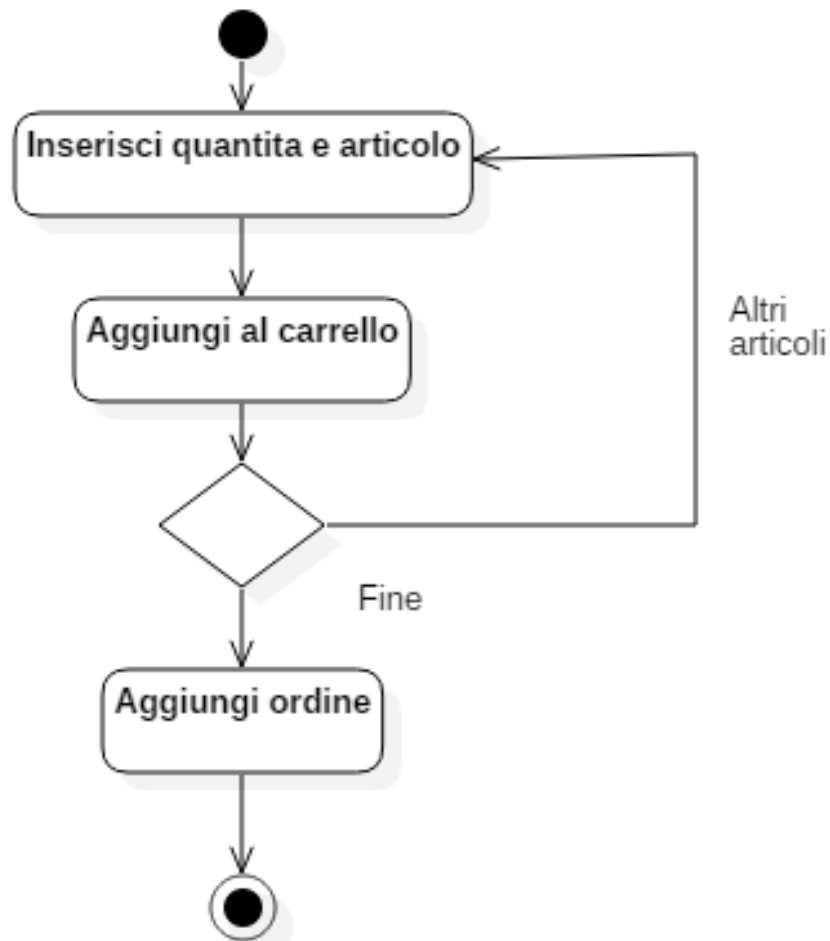 Inserisci quantita e articolo
Aggiungi al carrello
Altri
articoli
Fine
Aggiungi ordine